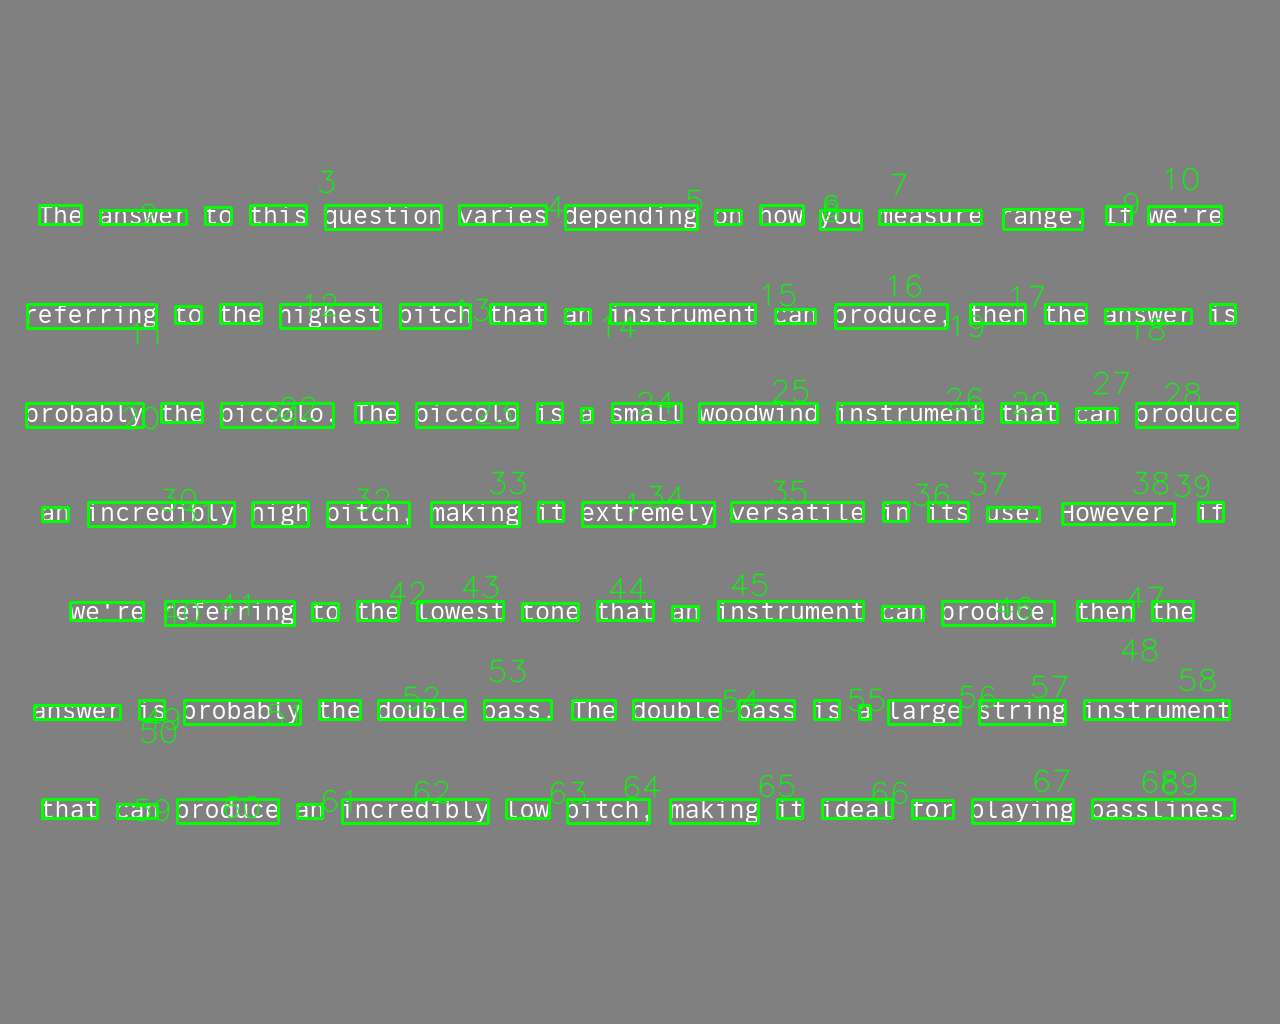 The answer to this question varies depending on how you measure range. If we're
referring to the highest pitch that an instrument can produce, then the answer is
probably the piccolo. The piccolo is a small woodwind instrument that can produce
an incredibly high pitch, making it extremely versatile in its use. However, if
we're referring to the lowest tone that an instrument can produce, then the
answer is probably the double bass. The double bass is a large string instrument
that can produce an incredibly low pitch, making it ideal for playing basslines.